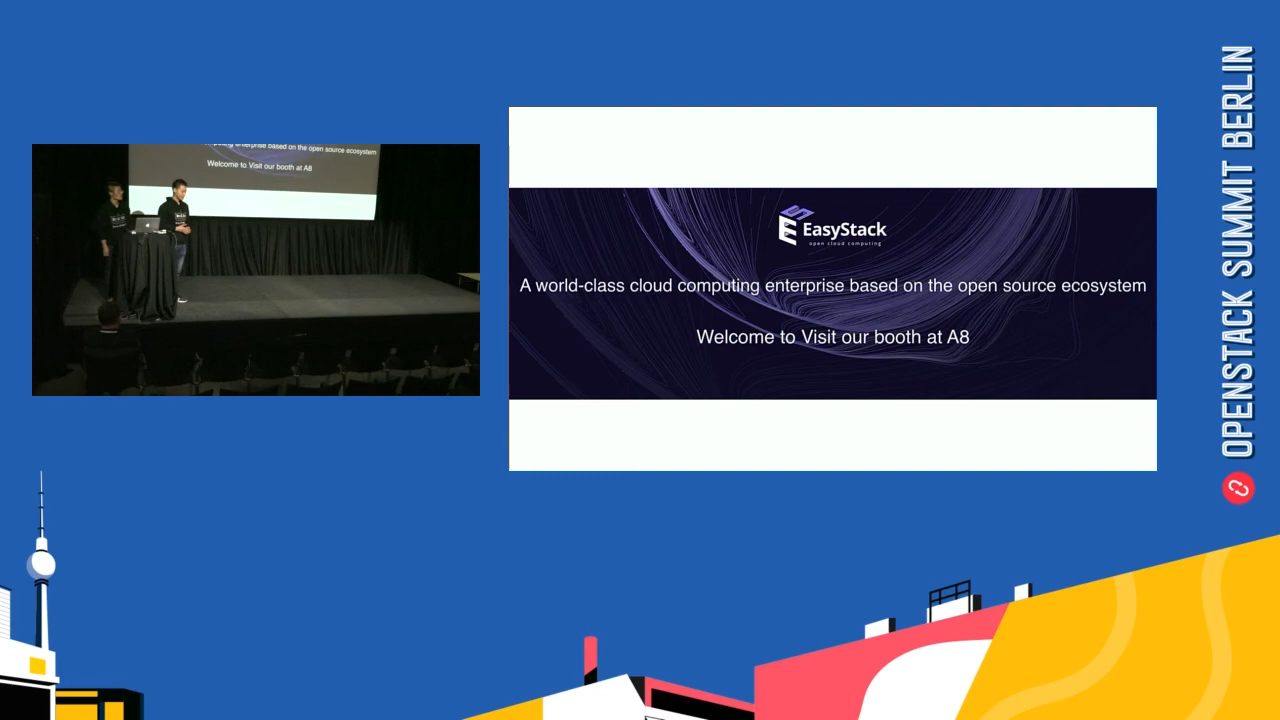 puting enterprise based on the open source ecosystem
Welcome to Visit our booth at A8
EasyStack
open cloud computing
A world-class cloud computing enterprise based on the open source ecosystem
Welcome to Visit our booth at A8
OPENSTACK SUMMIT BERLIN